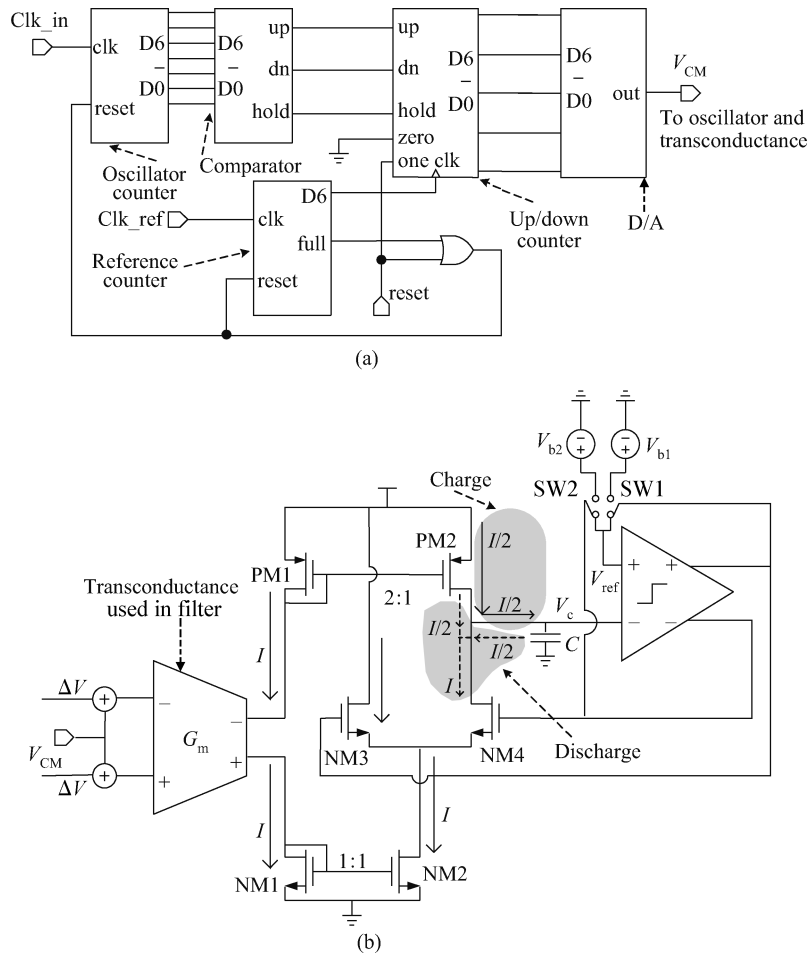 Clk_in
clk
D6
–
D0
reset
D6
–
D0
up
dn
hold
up
dn
hold
zero
one clk
D6
–
D0
D6
–
D0
out
V_CM
To oscillator and
transconductance
Oscillator
counter
Comparator
Clk_ref
clk
D6
full
reset
Reference
counter
reset
Up/down
counter
D/A
(a)
V_b2
V_b1
SW2
SW1
Charge
PM1
PM2
I/2
I/2
V_c
V_ref
2:1
I/2
I/2
C
I
Transconductance
used in filter
I
ΔV
V_CM
ΔV
G_m
–
+
–
+
+
–
+
–
NM3
NM4
Discharge
I
I
1:1
NM1
NM2
(b)